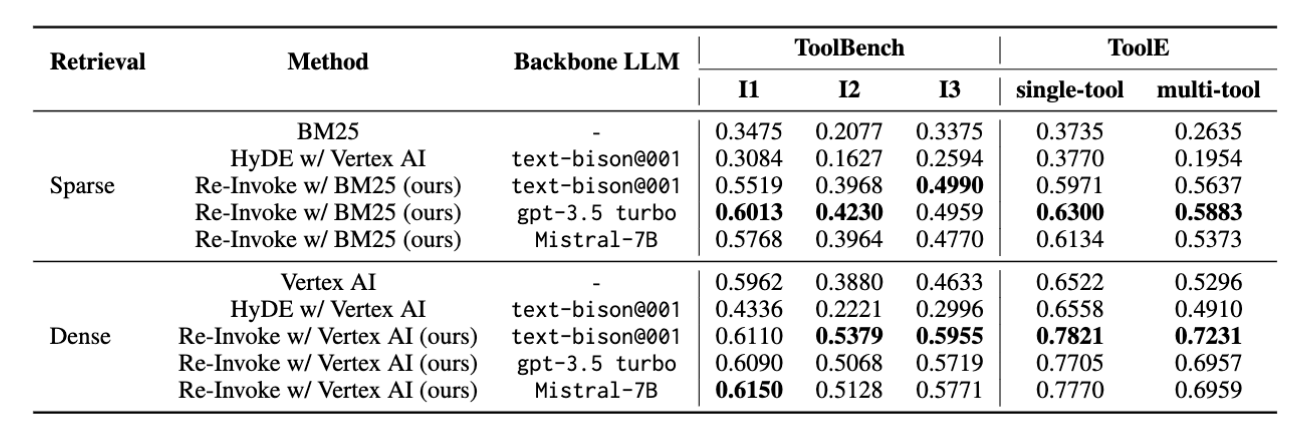 Retrieval Method Backbone LLM ToolBench ToolE
I1 I2 I3 single-tool multi-tool
BM25 - 0.3475 0.2077 0.3375 0.3735 0.2635
HyDE w/ Vertex AI text-bison@001 0.3084 0.1627 0.2594 0.3770 0.1954
Sparse Re-Invoke w/ BM25 (ours) text-bison@001 0.5519 0.3968 0.4990 0.5971 0.5637
Re-Invoke w/ BM25 (ours) gpt-3.5 turbo 0.6013 0.4230 0.4959 0.6300 0.5883
Re-Invoke w/ BM25 (ours) Mistral-7B 0.5768 0.3964 0.4770 0.6134 0.5373
Vertex AI - 0.5962 0.3880 0.4633 0.6522 0.5296
HyDE w/ Vertex AI text-bison@001 0.4336 0.2221 0.2996 0.6558 0.4910
Dense Re-Invoke w/ Vertex AI (ours) text-bison@001 0.6110 0.5379 0.5955 0.7821 0.7231
Re-Invoke w/ Vertex AI (ours) gpt-3.5 turbo 0.6090 0.5068 0.5719 0.7705 0.6957
Re-Invoke w/ Vertex AI (ours) Mistral-7B 0.6150 0.5128 0.5771 0.7770 0.6959